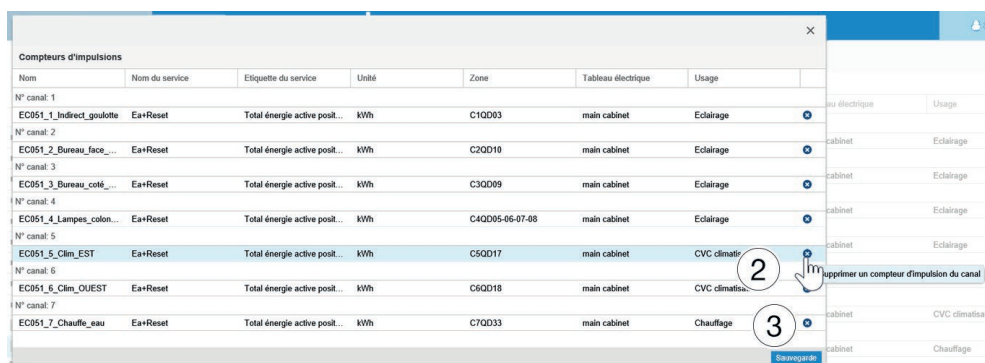 ×
Compteurs d'impulsions
Nom Nom du service Etiquette du service Unité Zone Tableau électrique Usage
N° canal: 1
EC051_1_Indirect_goulotte Ea+Reset Total énergie active posit... kWh C1QD03 main cabinet Eclairage
N° canal: 2
EC051_2_Bureau_face_... Ea+Reset Total énergie active posit... kWh C2QD10 main cabinet Eclairage
N° canal: 3
EC051_3_Bureau_coté_... Ea+Reset Total énergie active posit... kWh C3QD09 main cabinet Eclairage
N° canal: 4
EC051_4_Lampes_colon... Ea+Reset Total énergie active posit... kWh C4QD05-06-07-08 main cabinet Eclairage
N° canal: 5
EC051_5_Clim_EST Ea+Reset Total énergie active posit... kWh C5QD17 main cabinet CVC climatis
2
upprimer un compteur d'impulsion du canal
N° canal: 6
EC051_6_Clim_OUEST Ea+Reset Total énergie active posit... kWh C6QD18 main cabinet CVC climatisa
N° canal: 7
EC051_7_Chauffe_eau Ea+Reset Total énergie active posit... kWh C7QD33 main cabinet Chauffage
3
Sauvegarde
au électrique Usage
cabinet Eclairage
cabinet Eclairage
cabinet Eclairage
cabinet Eclairage
cabinet CVC climatisa
cabinet Chauffage